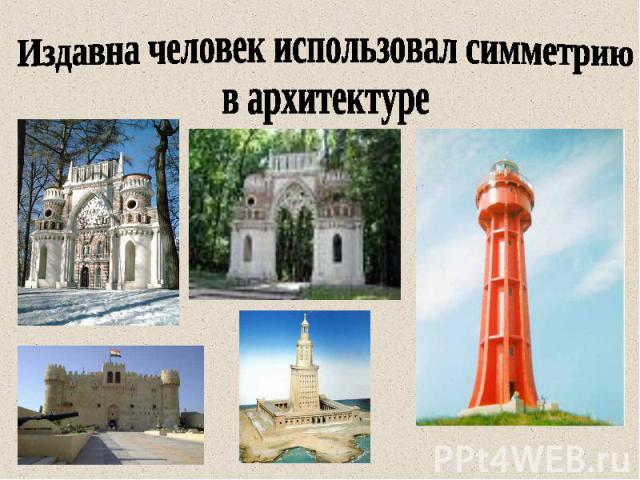 Издавна человек использовал симметрию
в архитектуре
PPt4WEB.ru